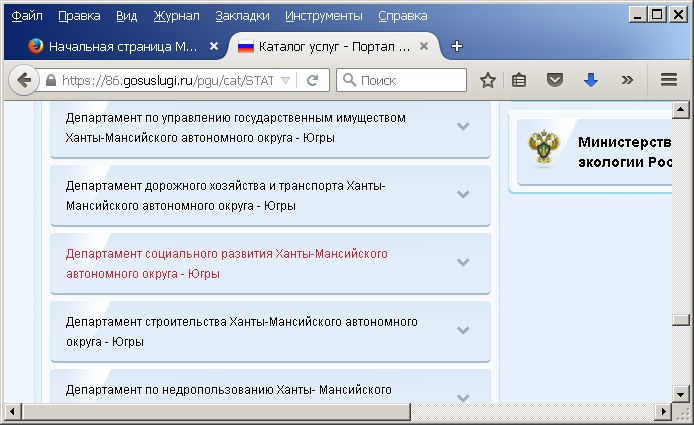 Файл Правка Вид Журнал Закладки Инструменты Справка
Начальная страница M...
Каталог услуг - Портал ...
https://86.gosuslugi.ru/pgu/cat/STAT
Поиск
Департамент по управлению государственным имуществом
Ханты-Мансийского автономного округа - Югры
Департамент дорожного хозяйства и транспорта Ханты-
Мансийского автономного округа - Югры
Департамент социального развития Ханты-Мансийского
автономного округа - Югры
Департамент строительства Ханты-Мансийского автономного
округа - Югры
Департамент по недропользованию Ханты- Мансийского
Министерств
экологии Рос